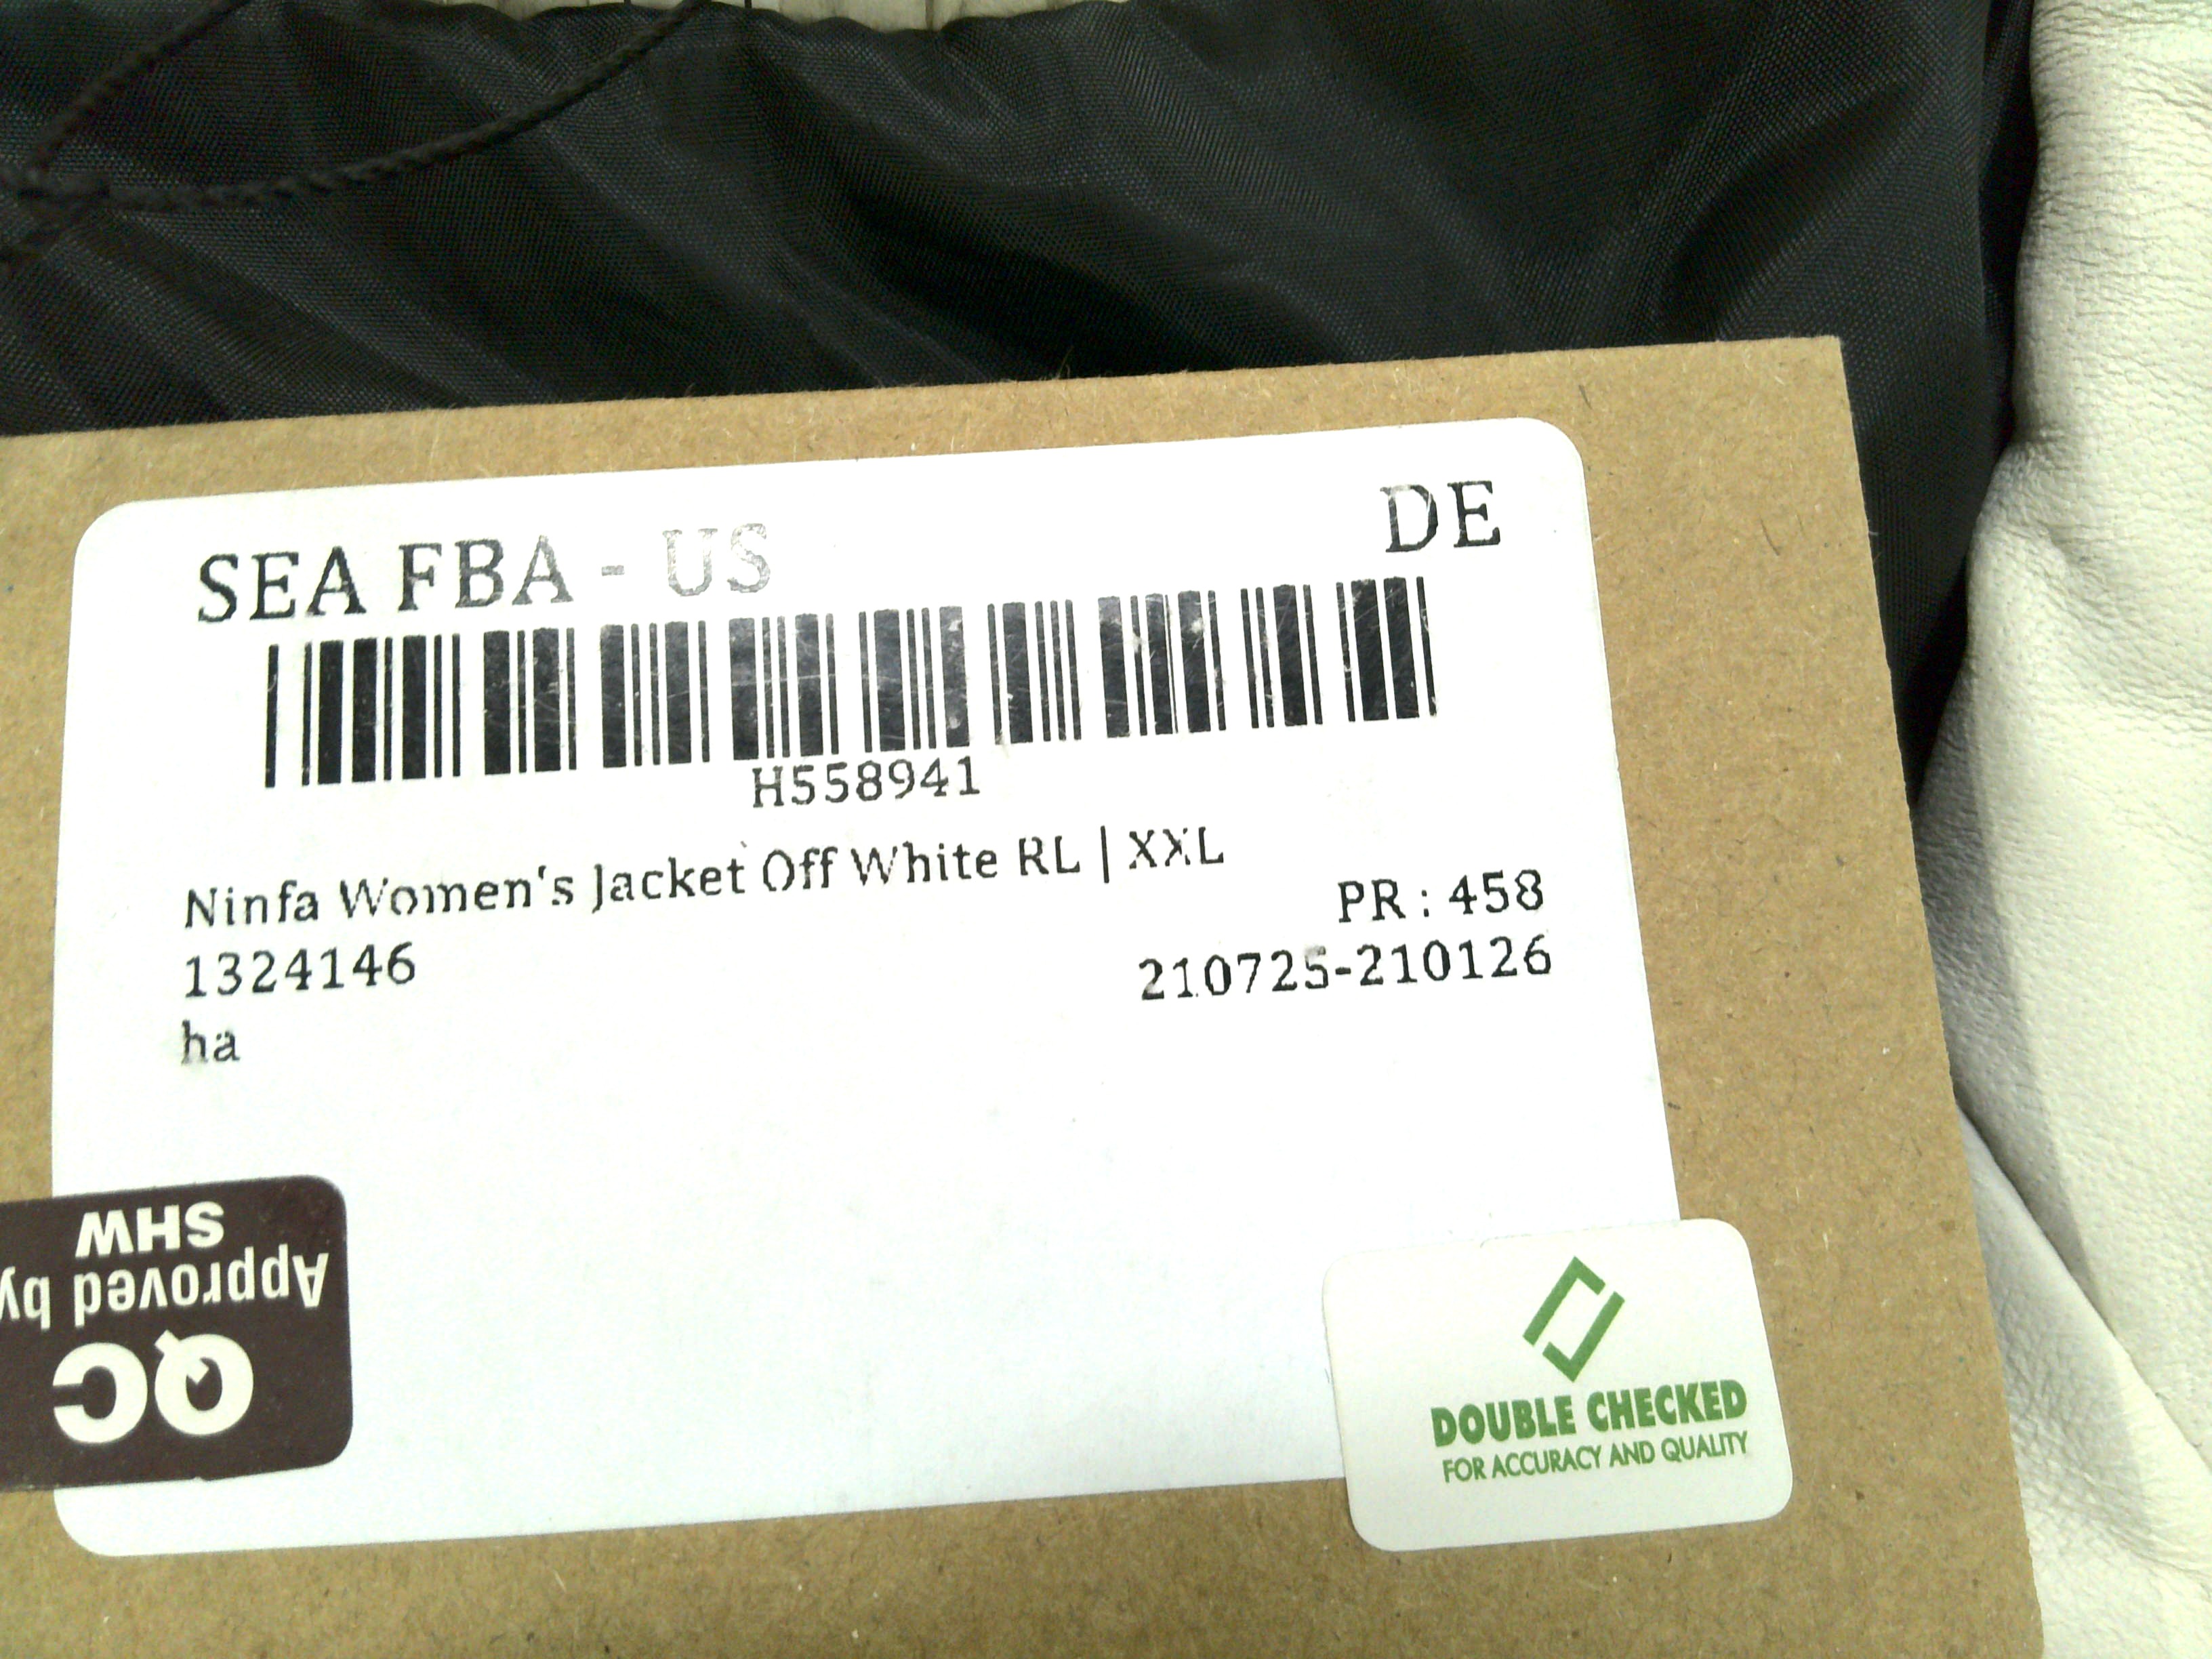 SEA FBA - US
DE
H558941
Ninfa Women's Jacket Off White RL | XXL
PR : 458
1324146
210725-210126
ha
QC
Approved by
SHW
DOUBLE CHECKED
FOR ACCURACY AND QUALITY